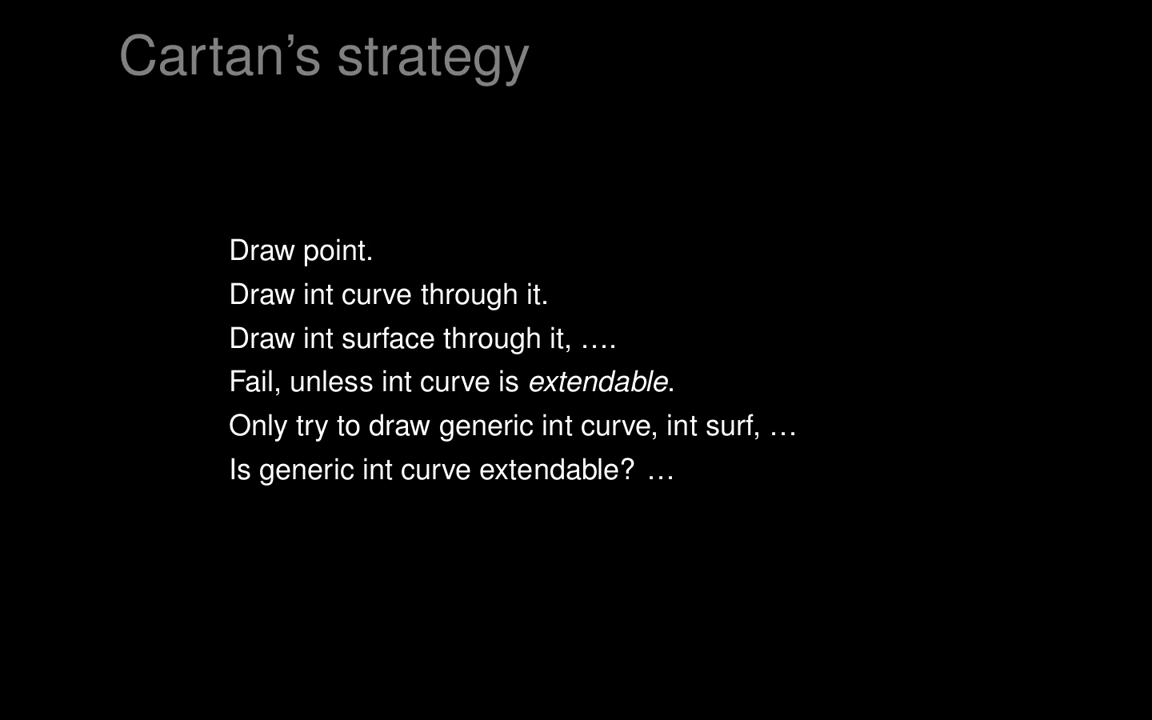 Cartan’s strategy
Draw point.
Draw int curve through it.
Draw int surface through it, ….
Fail, unless int curve is extendable.
Only try to draw generic int curve, int surf, …
Is generic int curve extendable? …